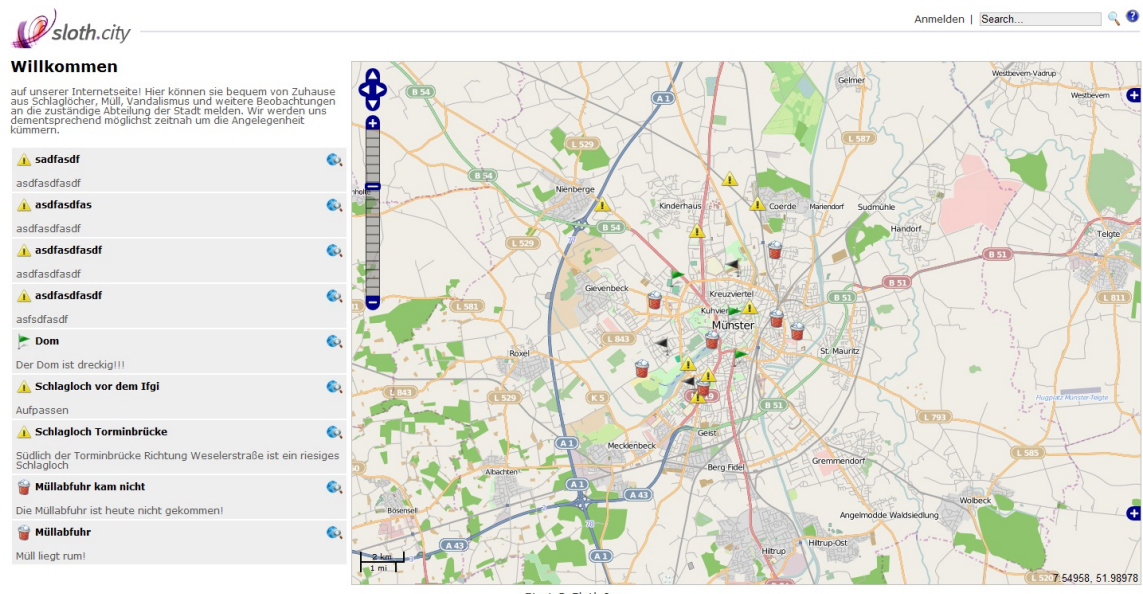 sloth.city
Anmelden | Search...
Willkommen
auf unserer Internetseite! Hier können sie bequem von Zuhause
aus Schlaglöcher, Müll, Vandalismus und weitere Beobachtungen
an die zuständige Abteilung der Stadt melden. Wir werden uns
dementsprechend möglichst zeitnah um die Angelegenheit
kümmern.
sadfasdf
asdfasdfasdf
asdfasdfas
asdfasdfasdf
asdfasdfasdf
asdfasdfasdf
asdfasdfasdf
asfsdfasdf
Dom
Der Dom ist dreckig!!!
Schlagloch vor dem Ifgi
Aufpassen
Schlagloch Torminbrücke
Südlich der Torminbrücke Richtung Weselerstraße ist ein riesiges
Schlagloch
Müllabfuhr kam nicht
Die Müllabfuhr ist heute nicht gekommen!
Müllabfuhr
Müll liegt rum!
Gelmer
Westbevern-Vadrup
Westbevern
B 54
A 1
L 529
L 587
B 54
Nienberge
Kinderhaus
Coerde
Mariendorf
Sudmühle
Handorf
B 54
Telgte
L 529
B 51
Gievenbeck
Kreuzviertel
B 51
B 51
L 811
L 581
Münster
L 843
Roxel
St. Mauritz
L 843
L 529
K 5
B 51
Flugplatz Münster-Telgte
L 793
Geist
A 1
Mecklenbeck
L 585
Albachten
Berg Fidel
Gremmendorf
A 1
A 43
Wolbeck
Bösensell
Angelmodde Waldsiedlung
78
A 43
A 1
Hiltrup
Hiltrup-Ost
2 km
1 mi
7.54958, 51.98978